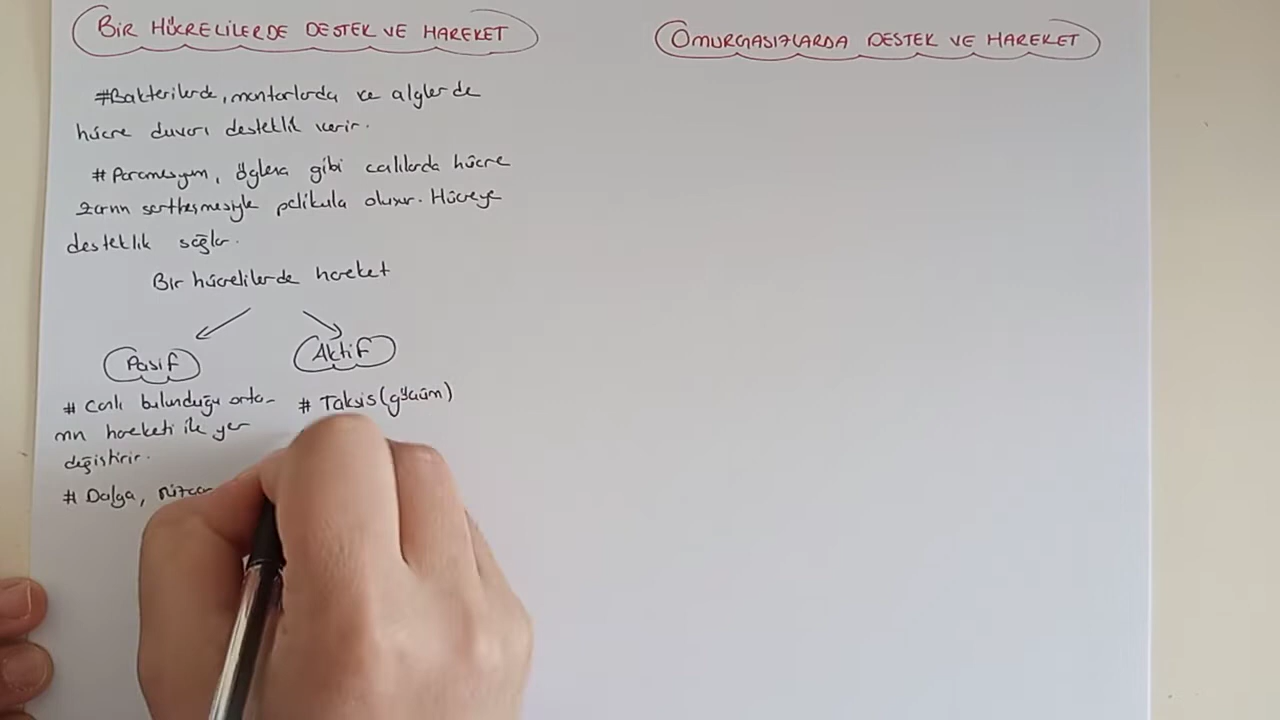 BİR HÜCRELİLERDE DESTEK VE HAREKET
#Bakterilerde, mantarlarda ve alglerde
hücre duvarı desteklik verir.
# Paramesyum, öglena gibi canlılarda hücre
zarının sertleşmesiyle pelikula oluşur. Hücreye
desteklik sağlar.
Bir hücrelilerde hareket
Pasif
# Canlı bulunduğu orta-
mın hareketi ile yer
değiştirir.
# Dalga, rüzgar
Aktif
# Taksis (göçüm)
OMURGASIZLARDA DESTEK VE HAREKET